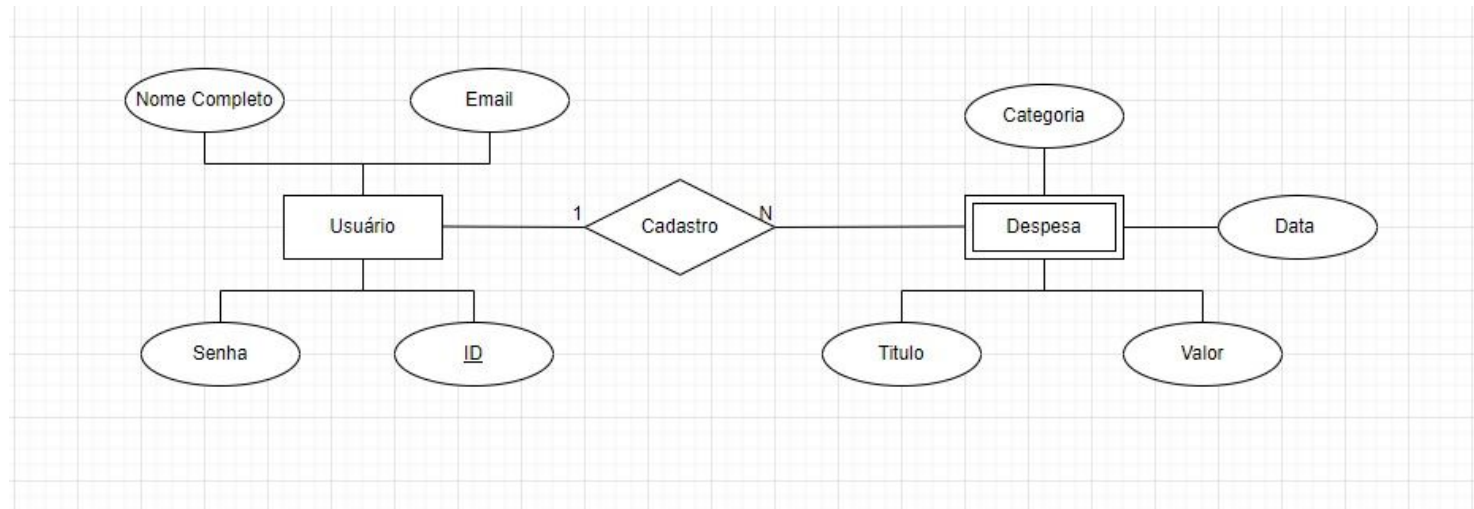 Nome Completo
Email
Categoria
Usuário
1
Cadastro
N
Despesa
Data
Senha
ID
Titulo
Valor